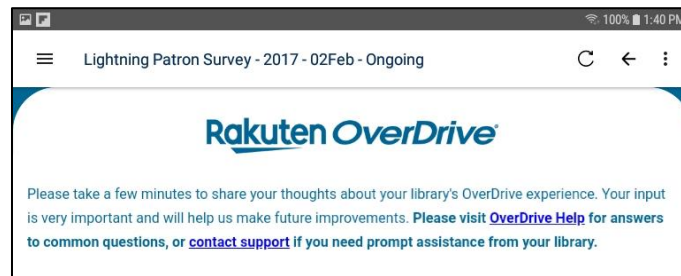 100% 1:40 PM
Lightning Patron Survey - 2017 - 02Feb - Ongoing
Rakuten OverDrive
Please take a few minutes to share your thoughts about your library's OverDrive experience. Your input
is very important and will help us make future improvements. Please visit OverDrive Help for answers
to common questions, or contact support if you need prompt assistance from your library.